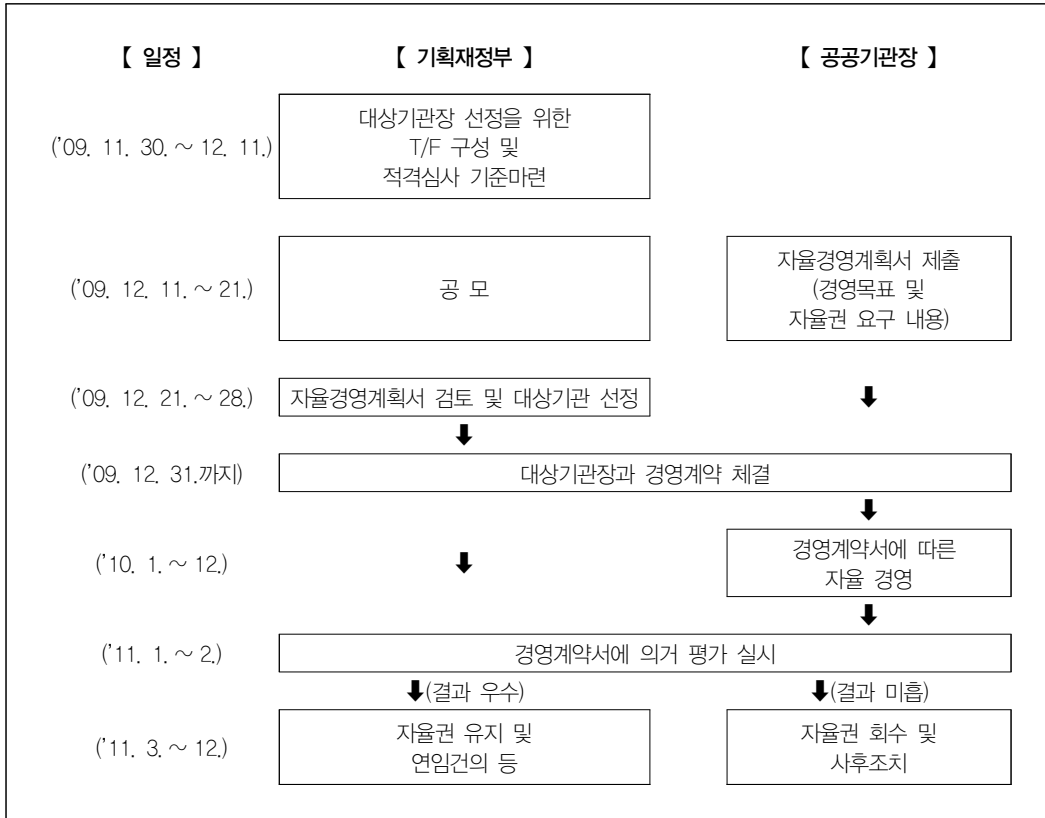 【 일정 】 【 기획재정부 】 【 공공기관장 】
대상기관장 선정을 위한
('09. 11. 30.～ 12. 11.) T/F 구성 및
적격심사 기준마련
자율경영계획서 제출
('09. 12. 11.～ 21.) 공 모 (경영목표 및
자율권 요구 내용)
('09. 12. 21.～ 28.) 자율경영계획서 검토 및 대상기관 선정
('09. 12. 31.까지) 대상기관장과 경영계약 체결
('10. 1.～ 12.) 경영계약서에 따른
자율 경영
('11. 1.～ 2.) 경영계약서에 의거 평가 실시
(결과 우수) (결과 미흡)
('11. 3.～ 12.) 자율권 유지 및 자율권 회수 및
연임건의 등 사후조치